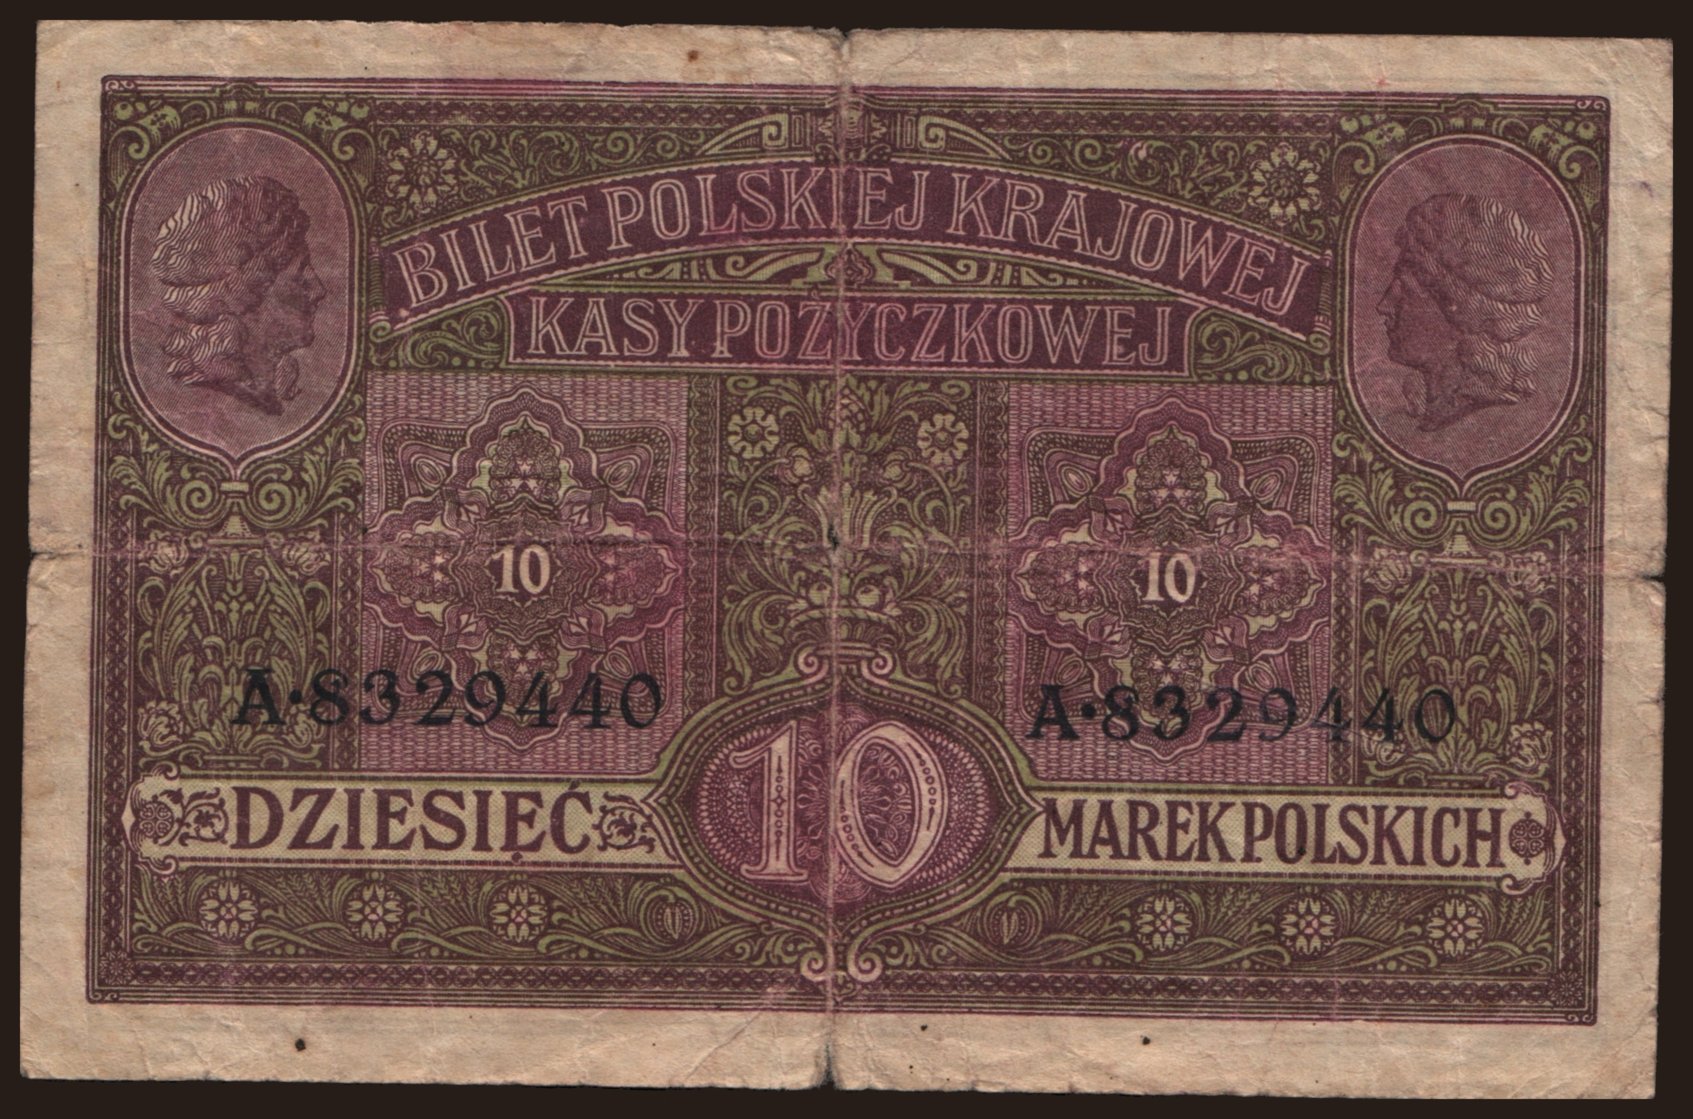 BILET POLSKIEJ KRAJOWEJ
KASY POŻYCZKOWEJ
10
10
A·8329440
A·8329440
DZIESIĘĆ
10
MAREK POLSKICH